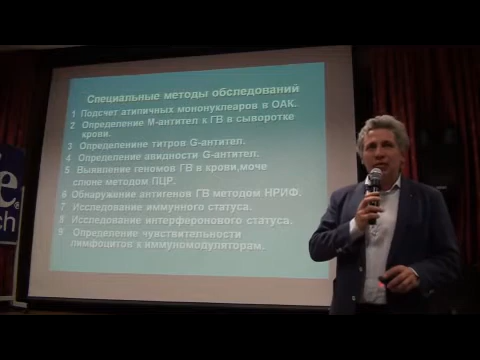 Специальные методы обследований
1 Подсчет атипичных мононуклеаров в ОАК.
2 Определение М-антител к ГВ в сыворотке
крови.
3 Определение титров G-антител.
4 Определение авидности G-антител.
5 Выявление геномов ГВ в крови,моче
слюне методом ПЦР.
6 Обнаружение антигенов ГВ методом НРИФ.
7 Исследование иммунного статуса.
8 Исследование интерферонового статуса.
9 Определение чувствительности
лимфоцитов к иммуномодуляторам.
e
®
ch